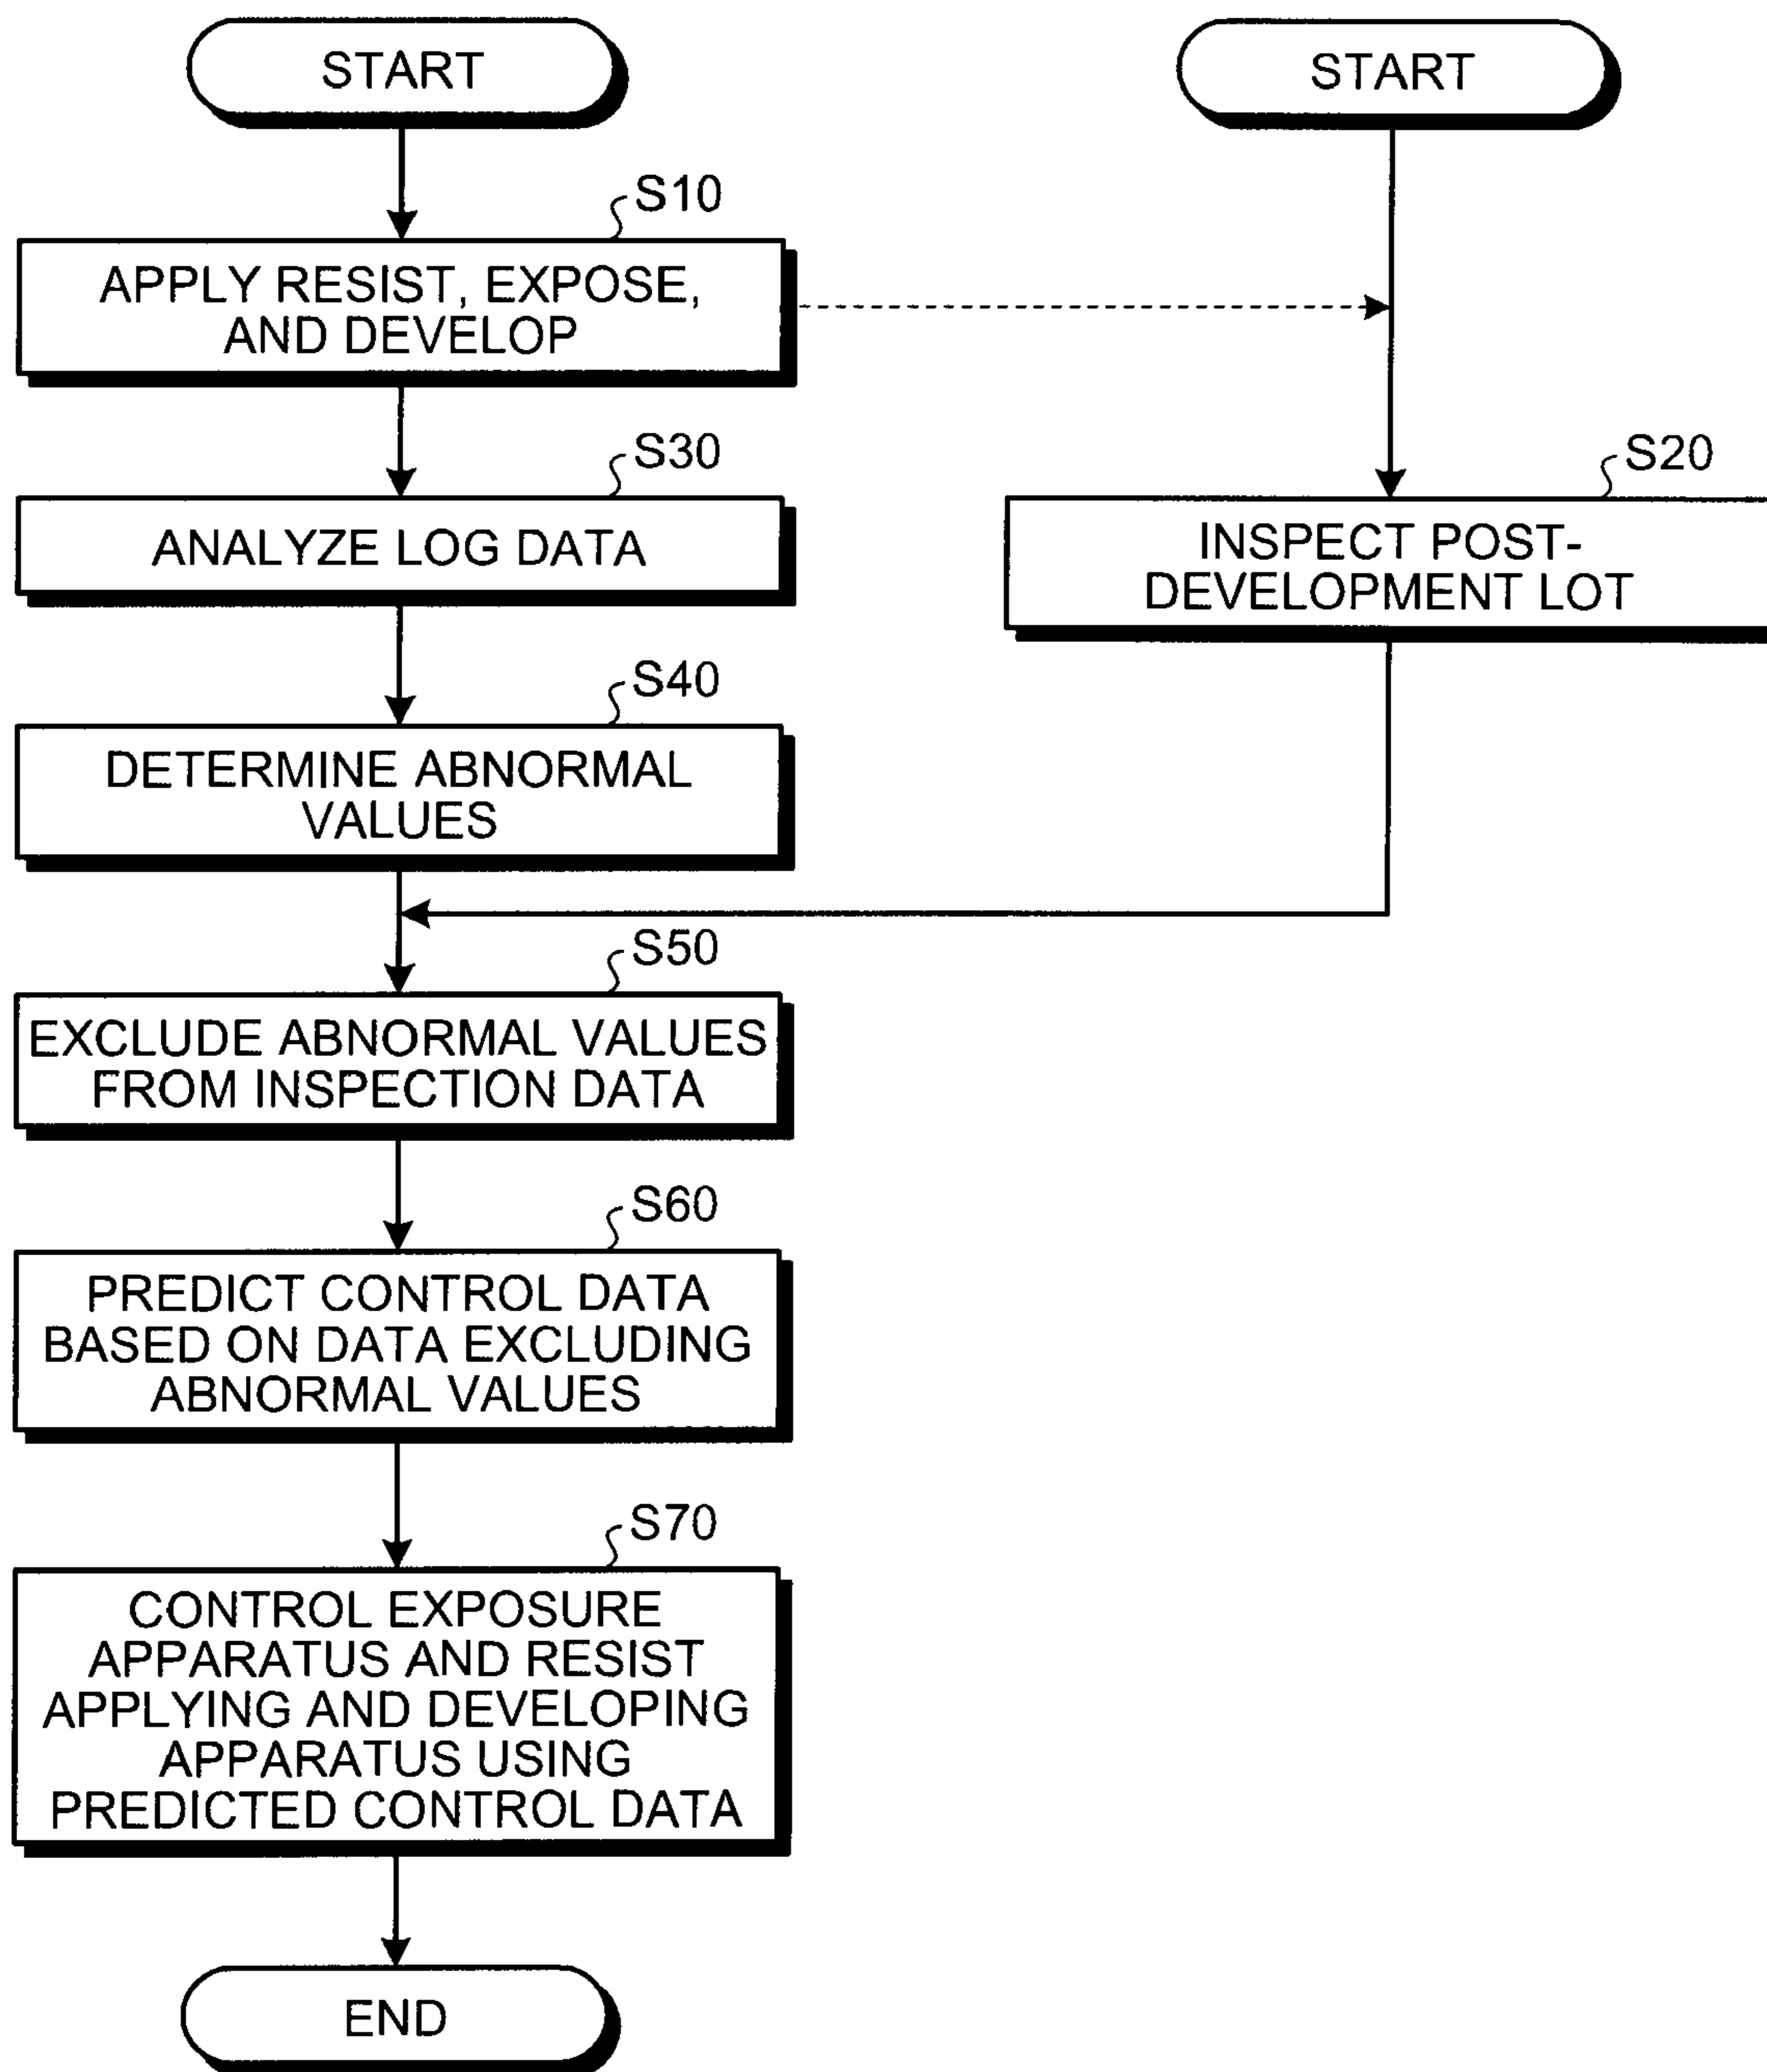 START
START
S10
APPLY RESIST, EXPOSE,
AND DEVELOP
S30
ANALYZE LOG DATA
S20
INSPECT POST-
DEVELOPMENT LOT
S40
DETERMINE ABNORMAL
VALUES
S50
EXCLUDE ABNORMAL VALUES
FROM INSPECTION DATA
S60
PREDICT CONTROL DATA
BASED ON DATA EXCLUDING
ABNORMAL VALUES
S70
CONTROL EXPOSURE
APPARATUS AND RESIST
APPLYING AND DEVELOPING
APPARATUS USING
PREDICTED CONTROL DATA
END